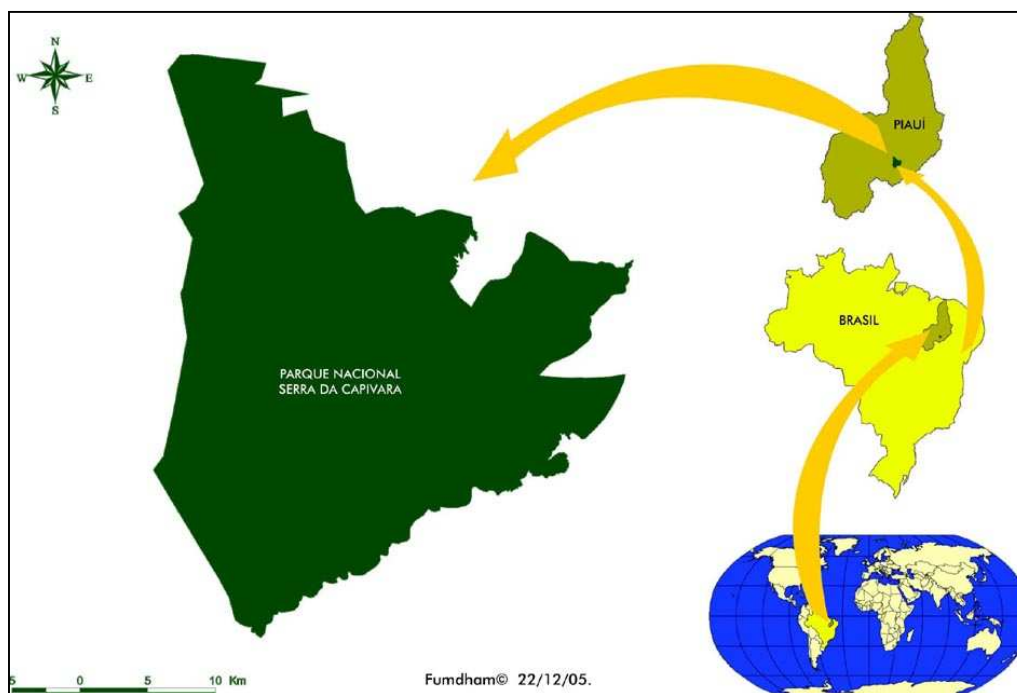 N
W E
S
PIAUÍ
BRASIL
PARQUE NACIONAL
SERRA DA CAPIVARA
5 0 5 10 Km
Fumdham© 22/12/05.